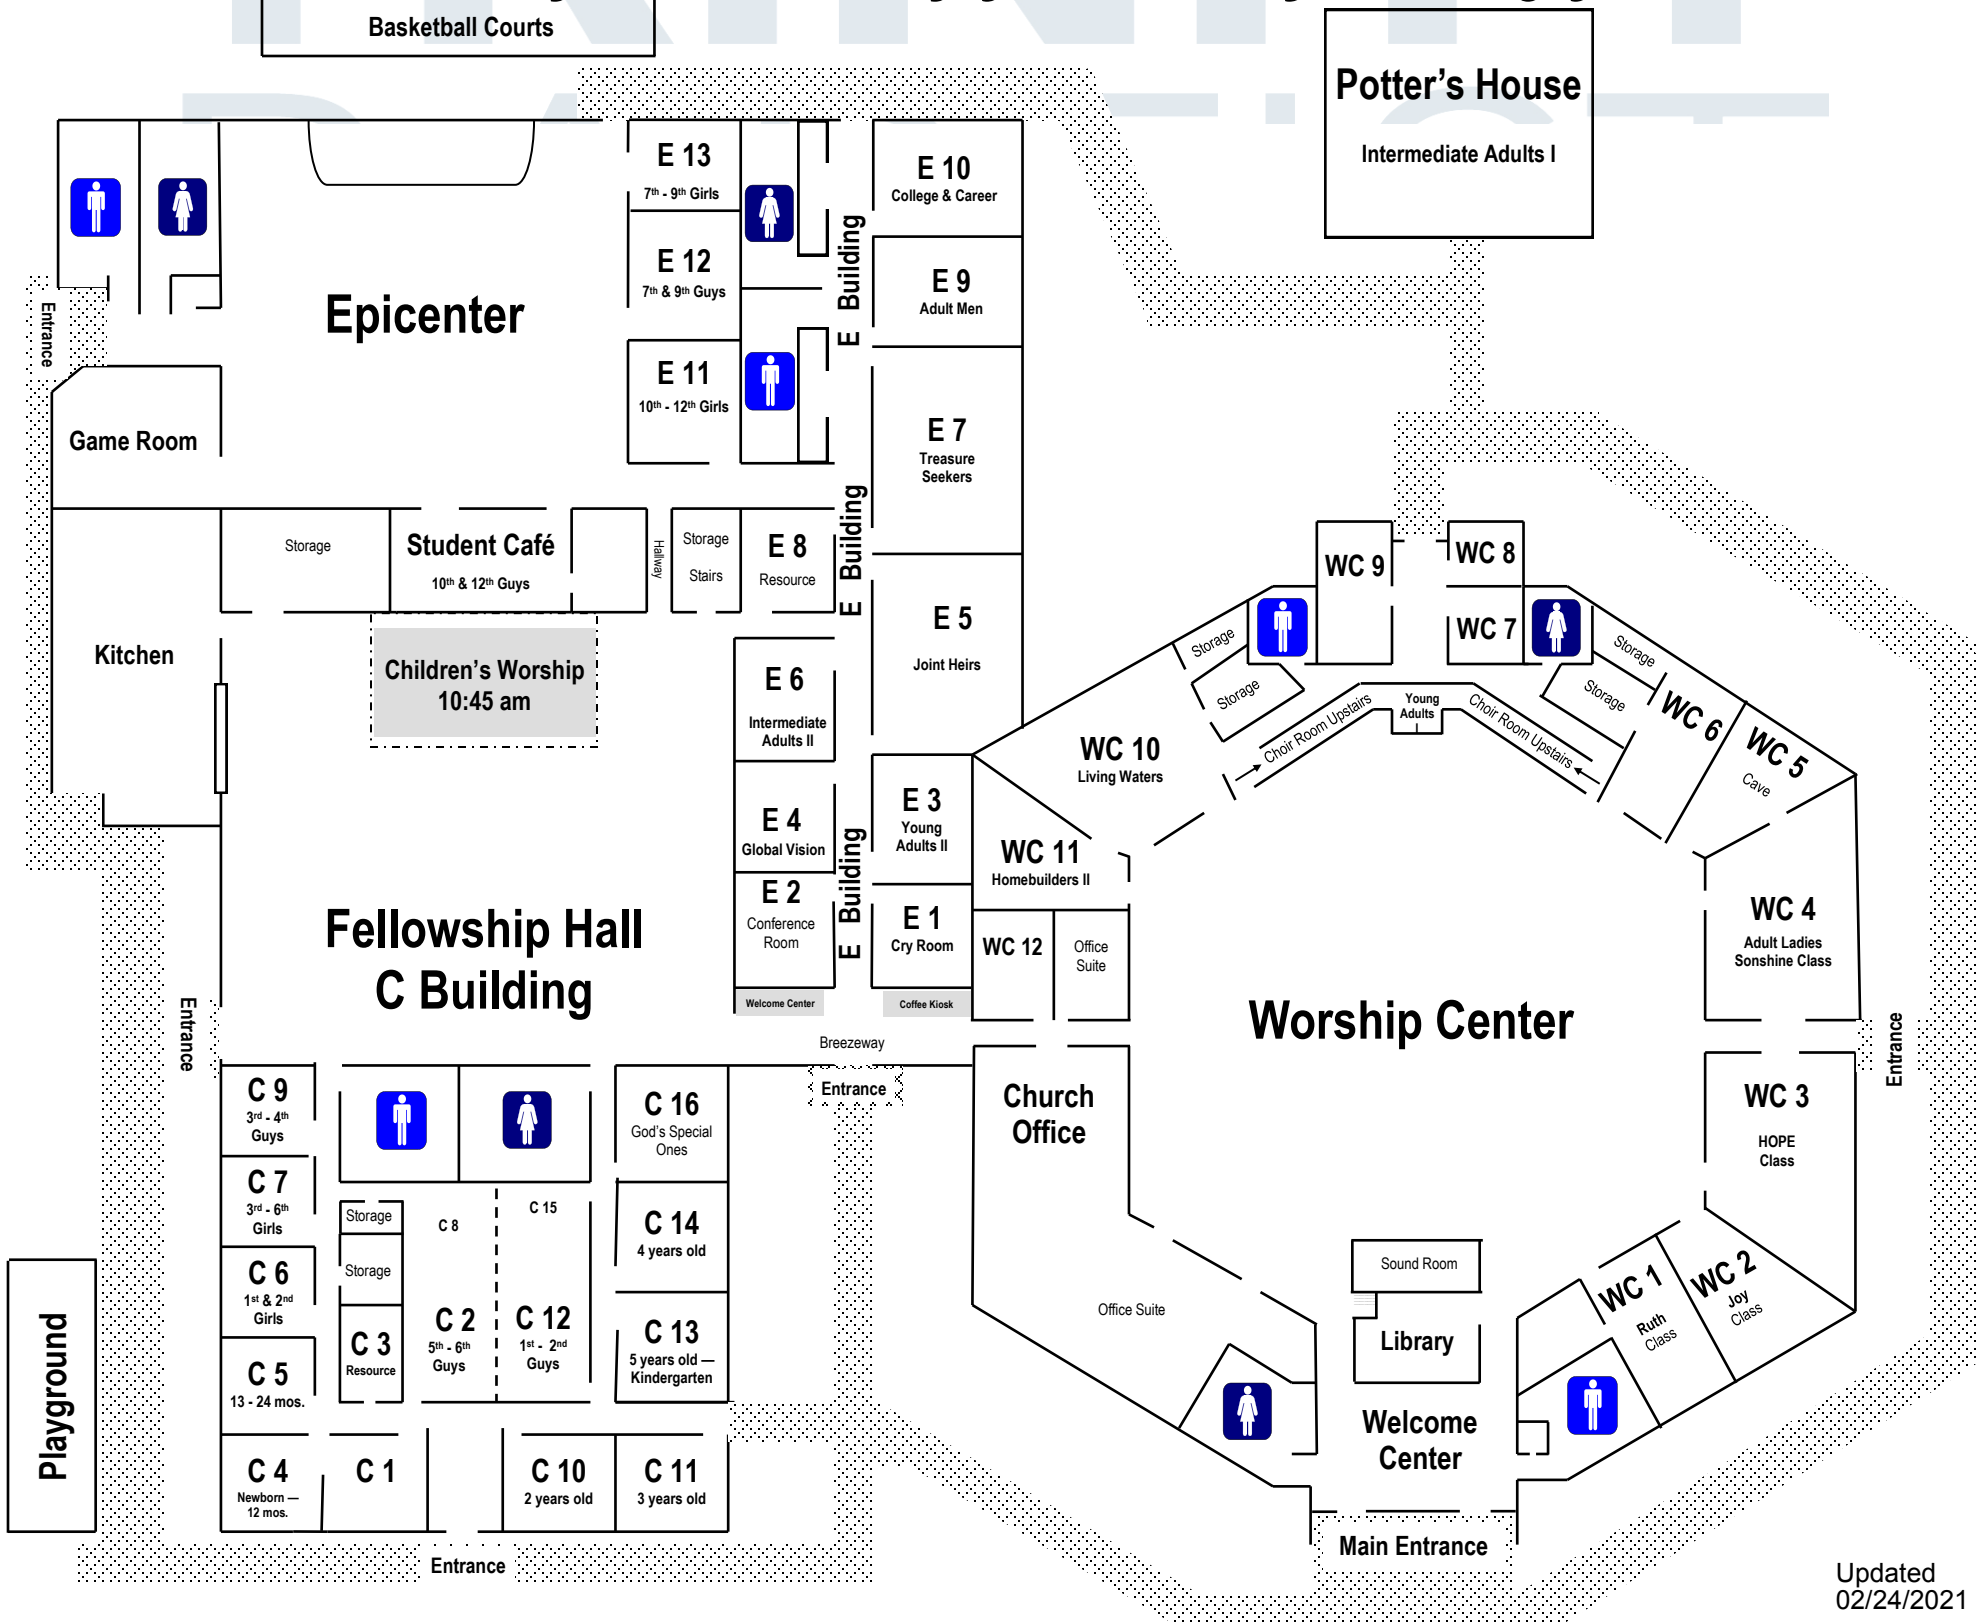 Basketball Courts
Potter’s House
Intermediate Adults I
E 13
7th - 9th Girls
E 10
College & Career
E 12
7th & 9th Guys
E 9
Adult Men
E Building
Entrance
Epicenter
E 11
10th - 12th Girls
Game Room
E 7
Treasure
Seekers
Storage
Student Café
10th & 12th Guys
Hallway
Storage
Stairs
E 8
Resource
E Building
E 5
Joint Heirs
Kitchen
Children’s Worship
10:45 am
E 6
Intermediate
Adults II
E 4
Global Vision
E 3
Young
Adults II
E 2
Conference
Room
E Building
E 1
Cry Room
Welcome Center
Coffee Kiosk
Fellowship Hall
C Building
Entrance
Breezeway
Entrance
WC 9
WC 8
WC 7
Storage
Storage
Storage
Storage
WC 6
WC 5
Cave
Choir Room Upstairs
Young
Adults
I
Choir Room Upstairs
WC 10
Living Waters
WC 11
Homebuilders II
WC 12
Office
Suite
WC 4
Adult Ladies
Sonshine Class
Worship Center
Entrance
Church
Office
WC 3
HOPE
Class
C 9
3rd - 4th
Guys
C 16
God’s Special
Ones
C 7
3rd - 6th
Girls
Storage
C 8
C 15
C 14
4 years old
C 6
1st & 2nd
Girls
Storage
C 2
5th - 6th
Guys
C 12
1st - 2nd
Guys
C 3
Resource
C 13
5 years old —
Kindergarten
C 5
13 - 24 mos.
Playground
C 4
Newborn —
12 mos.
C 1
C 10
2 years old
C 11
3 years old
Entrance
Office Suite
Sound Room
Library
WC 1
Ruth
Class
WC 2
Joy
Class
Welcome
Center
Main Entrance
Updated
02/24/2021